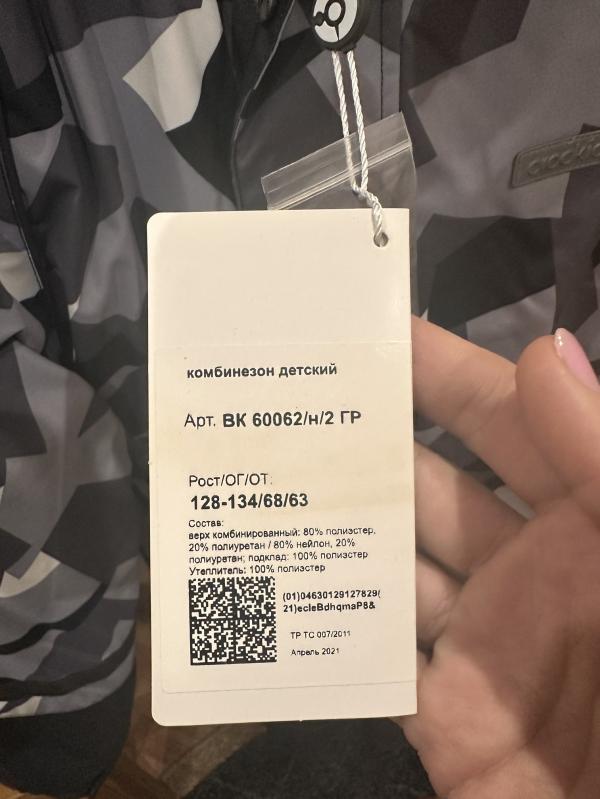 crockid
комбинезон детский
Арт. ВК 60062/н/2 ГР
Рост/ОГ/ОТ:
128-134/68/63
Состав:
верх комбинированный: 80% полиэстер,
20% полиуретан / 80% нейлон, 20%
полиуретан; подклад: 100% полиэстер
Утеплитель: 100% полиэстер
(01)04630129127829(
21)ecIeBdhqmaP8&
ТР ТС 007/2011
Апрель 2021